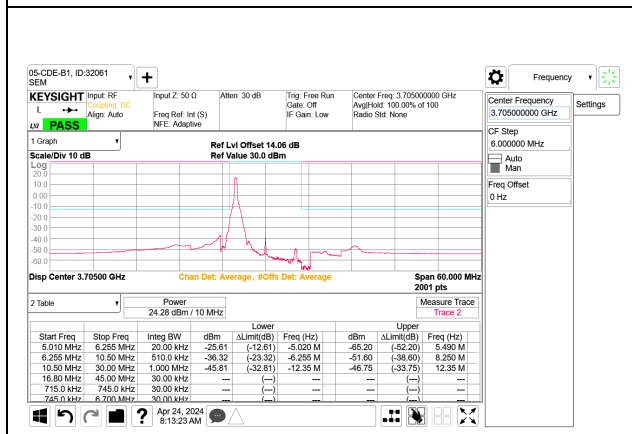 05-CDE-B1, ID:32061
SEM
Frequency
KEYSIGHT Input: RF Input Z: 50 Ω Atten: 30 dB Trig: Free Run Center Freq: 3.705000000 GHz
L Coupling: DC Gate: Off Avg|Hold: 100.00% of 100
Align: Auto Freq Ref: Int (S) IF Gain: Low Radio Std: None
LXI PASS NFE: Adaptive
Center Frequency
3.705000000 GHz
Settings
CF Step
6.000000 MHz
Auto
Man
Freq Offset
0 Hz
1 Graph
Ref Lvl Offset 14.06 dB
Scale/Div 10 dB Ref Value 30.0 dBm
Log
20.0
10.0
0.00
-10.0
-20.0
-30.0
-40.0
-50.0
-60.0
Disp Center 3.70500 GHz Chan Det: Average, #Offs Det: Average Span 60.000 MHz
2001 pts
2 Table Power Measure Trace
24.28 dBm / 10 MHz Trace 2
Lower Upper
Start Freq Stop Freq Integ BW dBm ΔLimit(dB) Freq (Hz) dBm ΔLimit(dB) Freq (Hz)
5.010 MHz 6.255 MHz 20.00 kHz -25.61 (-12.61) -5.020 M -65.20 (-52.20) 5.490 M
6.255 MHz 10.50 MHz 510.0 kHz -36.32 (-23.32) -6.255 M -51.60 (-38.60) 8.250 M
10.50 MHz 30.00 MHz 1.000 MHz -45.81 (-32.81) -12.35 M -46.75 (-33.75) 12.35 M
16.80 MHz 45.00 MHz 30.00 kHz --- (---) --- --- (---) ---
715.0 kHz 745.0 kHz 30.00 kHz --- (---) --- --- (---) ---
745.0 kHz 6.700 MHz 30.00 kHz --- (---) --- --- (---) ---
? Apr 24, 2024
8:13:23 AM